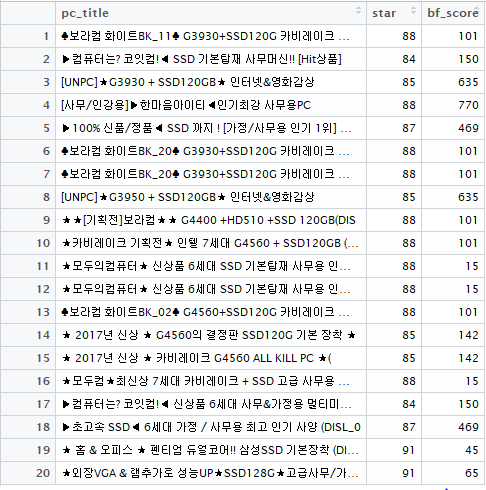 pc_title star bf_score
1 ♣보라컴 화이트BK_11♣ G3930+SSD120G 카비레이크 ... 88 101
2 ▶컴퓨터는? 코잇컴!◀ SSD 기본탑재 사무머신!! [Hit상품] 84 150
3 [UNPC]★G3930 + SSD120GB★ 인터넷&영화감상 85 635
4 [사무/인강용]▶한마음아이티◀인기최강 사무용PC 88 770
5 ▶100% 신품/정품◀ SSD 까지 ! [가정/사무용 인기 1위] ... 87 469
6 ♣보라컴 화이트BK_20♣ G3930+SSD120G 카비레이크 ... 88 101
7 ♣보라컴 화이트BK_20♣ G3930+SSD120G 카비레이크 ... 88 101
8 [UNPC]★G3950 + SSD120GB★ 인터넷&영화감상 85 635
9 ★★[기획전]보라컴★★ G4400 +HD510 +SSD 120GB(DIS 88 101
10 ★카비레이크 기획전★ 인텔 7세대 G4560 + SSD120GB (... 88 101
11 ★모두의컴퓨터★ 신상품 6세대 SSD 기본탑재 사무용 인... 88 15
12 ★모두의컴퓨터★ 신상품 6세대 SSD 기본탑재 사무용 인... 88 15
13 ♣보라컴 화이트BK_02♣ G4560+SSD120G 카비레이크 ... 88 101
14 ★ 2017년 신상 ★ G4560의 결정판 SSD120G 기본 장착 ★ 85 142
15 ★ 2017년 신상 ★ 카비레이크 G4560 ALL KILL PC ★( 85 142
16 ★모두컴★최신상 7세대 카비레이크 + SSD 고급 사무용 ... 88 15
17 ▶컴퓨터는? 코잇컴!◀ 신상품 6세대 사무&가정용 멀티미... 84 150
18 ▶초고속 SSD◀ 6세대 가정 / 사무용 최고 인기 사양 (DISL_0 87 469
19 ★ 홈 & 오피스 ★ 펜티엄 듀얼코어!! 삼성SSD 기본장착 (DI... 91 45
20 ★외장VGA & 랩추가로 성능UP★SSD128G★고급사무/가... 91 65